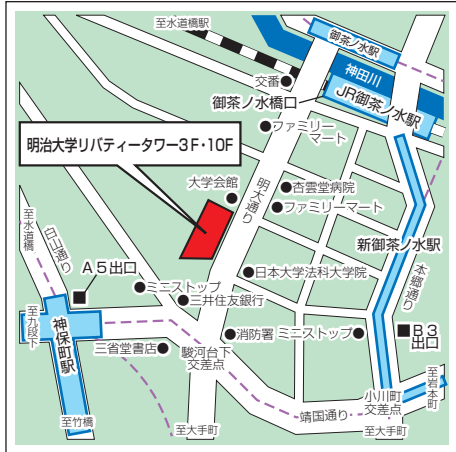 至水道橋駅
御茶ノ水駅
交番
神田川
御茶ノ水橋口
JR御茶ノ水駅
ファミリー
マート
明治大学リバティータワー3F・10F
大学会館
明大通り
杏雲堂病院
ファミリーマート
至水道橋
白山通り
新御茶ノ水駅
本郷通り
A5出口
日本大学法科大学院
ミニストップ
三井住友銀行
至九段下
神保町駅
消防署
ミニストップ
B3
出口
三省堂書店
駿河台下
交差点
至岩本町
小川町
交差点
靖国通り
至竹橋
至大手町
至大手町